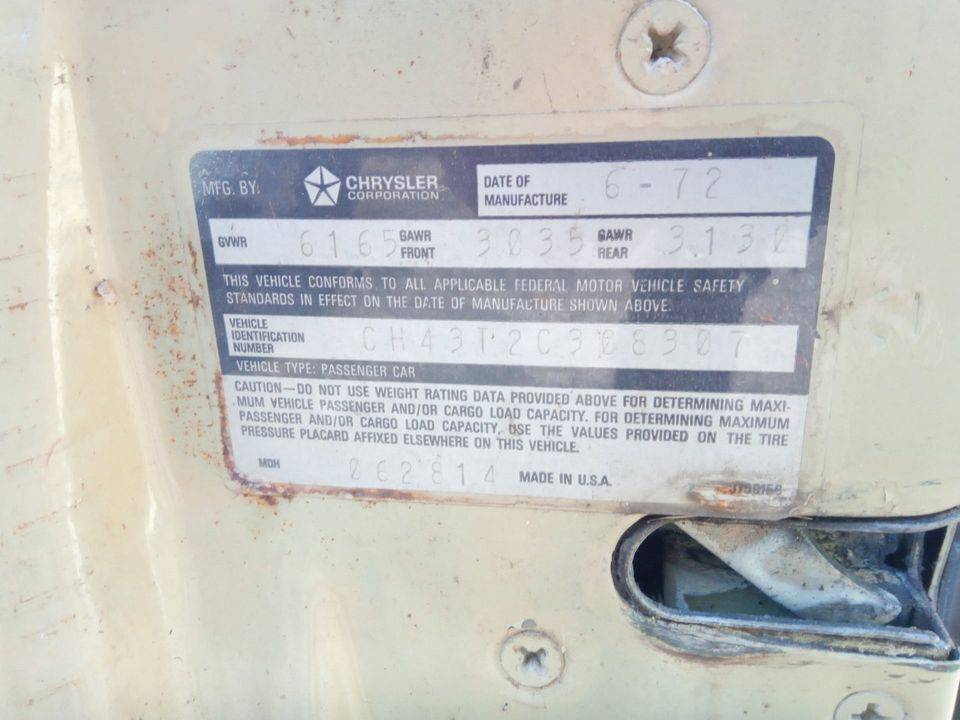 MFG. BY: CHRYSLER CORPORATION DATE OF MANUFACTURE 6-72
GVWR 6165 GAWR FRONT 3035 GAWR REAR 3130
THIS VEHICLE CONFORMS TO ALL APPLICABLE FEDERAL MOTOR VEHICLE SAFETY
STANDARDS IN EFFECT ON THE DATE OF MANUFACTURE SHOWN ABOVE.
VEHICLE IDENTIFICATION NUMBER CH43T2C308307
VEHICLE TYPE: PASSENGER CAR
CAUTION—DO NOT USE WEIGHT RATING DATA PROVIDED ABOVE FOR DETERMINING MAXI-
MUM VEHICLE PASSENGER AND/OR CARGO LOAD CAPACITY. FOR DETERMINING MAXIMUM
PASSENGER AND/OR CARGO LOAD CAPACITY, USE THE VALUES PROVIDED ON THE TIRE
PRESSURE PLACARD AFFIXED ELSEWHERE ON THIS VEHICLE.
MDH 062814 MADE IN U.S.A.